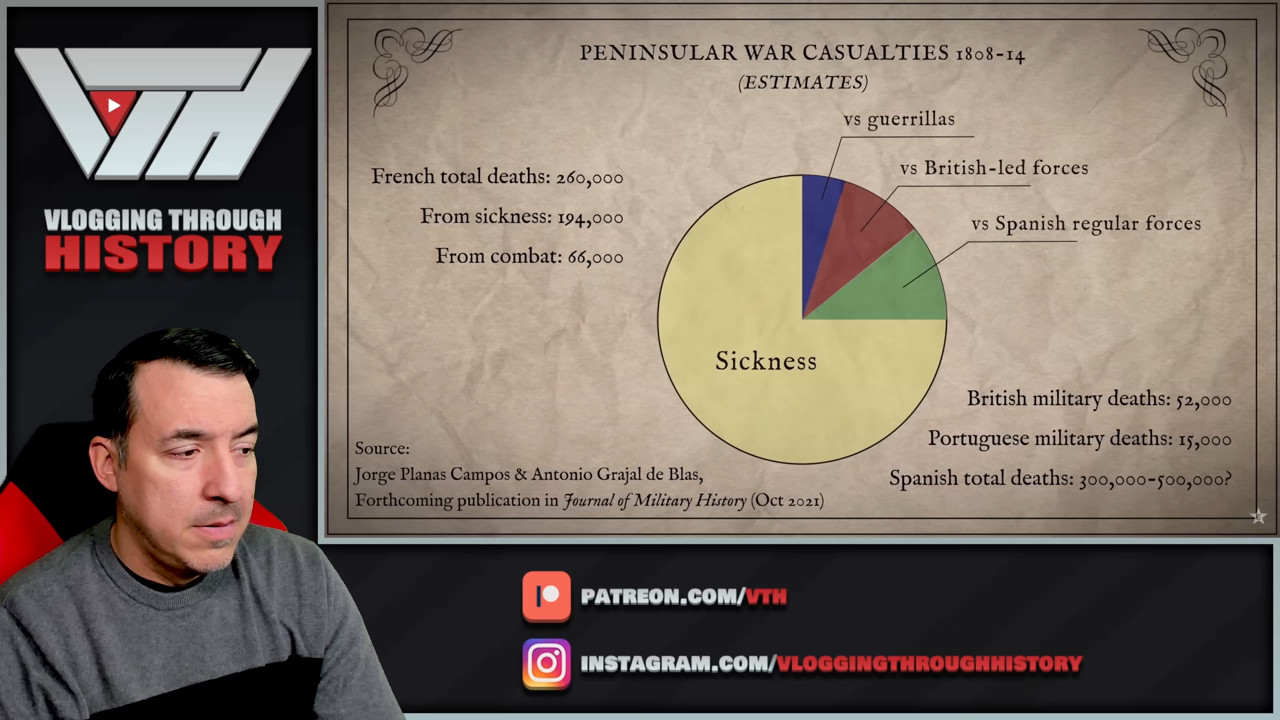 VTH
VLOGGING THROUGH
HISTORY
PENINSULAR WAR CASUALTIES 1808-14
(ESTIMATES)
vs guerrillas
vs British-led forces
vs Spanish regular forces
French total deaths: 260,000
From sickness: 194,000
From combat: 66,000
Sickness
British military deaths: 52,000
Portuguese military deaths: 15,000
Spanish total deaths: 300,000-500,000?
Source:
Jorge Planas Campos & Antonio Grajal de Blas,
Forthcoming publication in Journal of Military History (Oct 2021)
PATREON.COM/VTH
INSTAGRAM.COM/VLOGGINGTHROUGHHISTORY